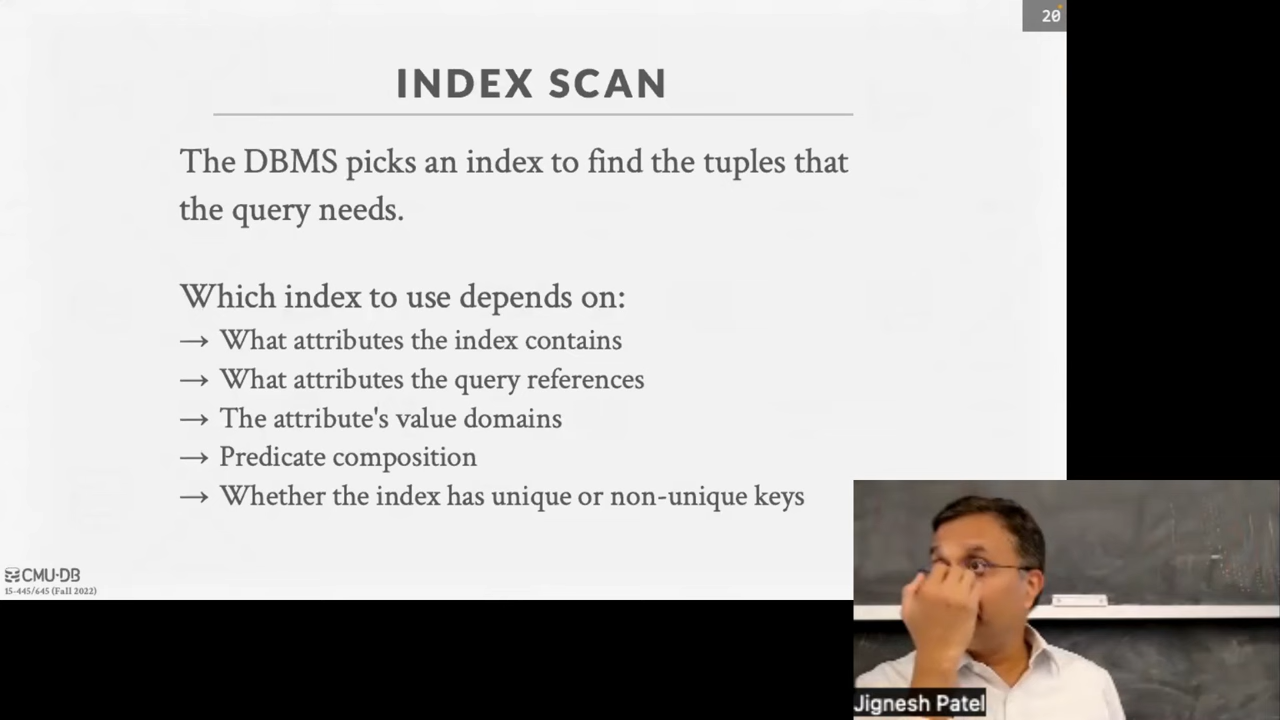 20
INDEX SCAN
The DBMS picks an index to find the tuples that
the query needs.
Which index to use depends on:
→ What attributes the index contains
→ What attributes the query references
→ The attribute's value domains
→ Predicate composition
→ Whether the index has unique or non-unique keys
CMU·DB
15-445/645 (Fall 2022)
Jignesh Patel